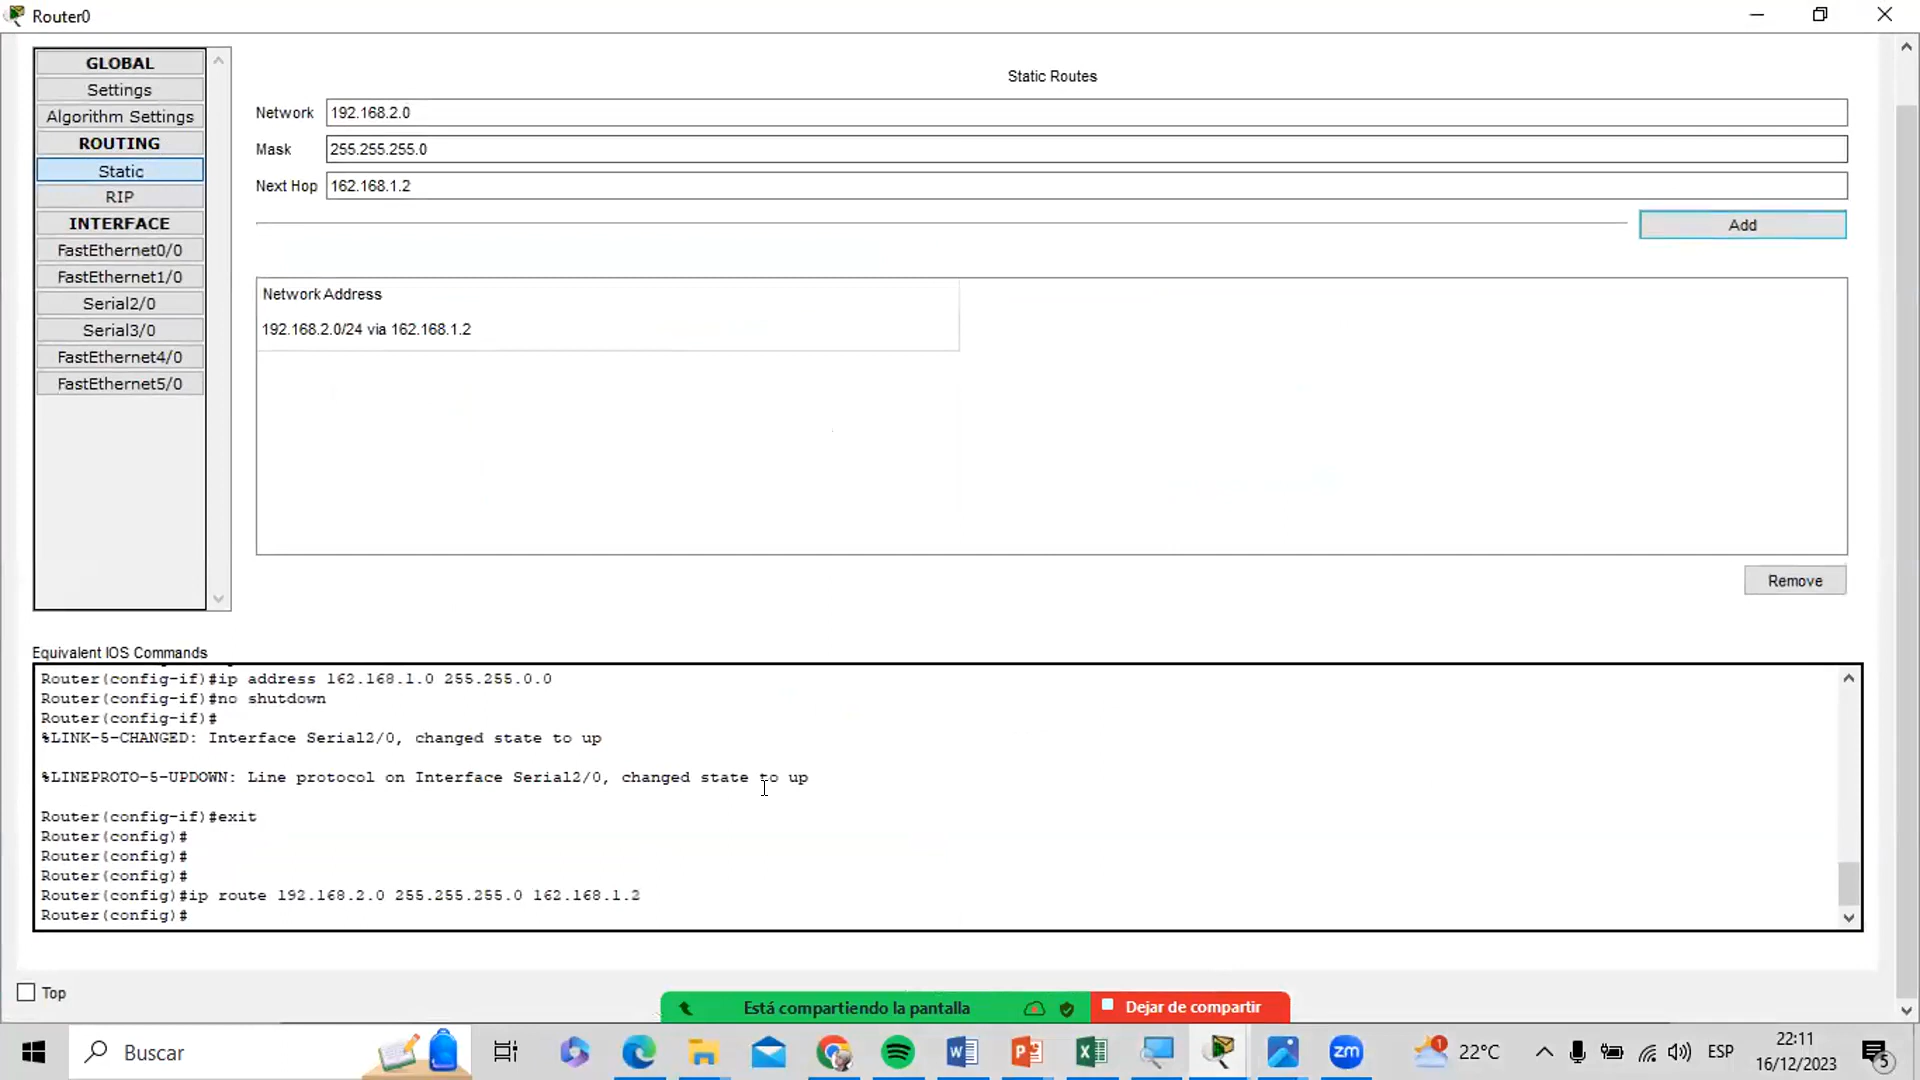 Router0
GLOBAL
Settings
Algorithm Settings
ROUTING
Static
RIP
INTERFACE
FastEthernet0/0
FastEthernet1/0
Serial2/0
Serial3/0
FastEthernet4/0
FastEthernet5/0
Static Routes
Network 192.168.2.0
Mask 255.255.255.0
Next Hop 162.168.1.2
Add
Network Address
192.168.2.0/24 via 162.168.1.2
Remove
Equivalent IOS Commands
Router(config-if)#ip address 162.168.1.0 255.255.0.0
Router(config-if)#no shutdown
Router(config-if)#
%LINK-5-CHANGED: Interface Serial2/0, changed state to up
%LINEPROTO-5-UPDOWN: Line protocol on Interface Serial2/0, changed state to up
Router(config-if)#exit
Router(config)#
Router(config)#
Router(config)#
Router(config)#ip route 192.168.2.0 255.255.255.0 162.168.1.2
Router(config)#
Top
Está compartiendo la pantalla
Dejar de compartir
Buscar
zm
1
22°C
ESP
22:11
16/12/2023
5